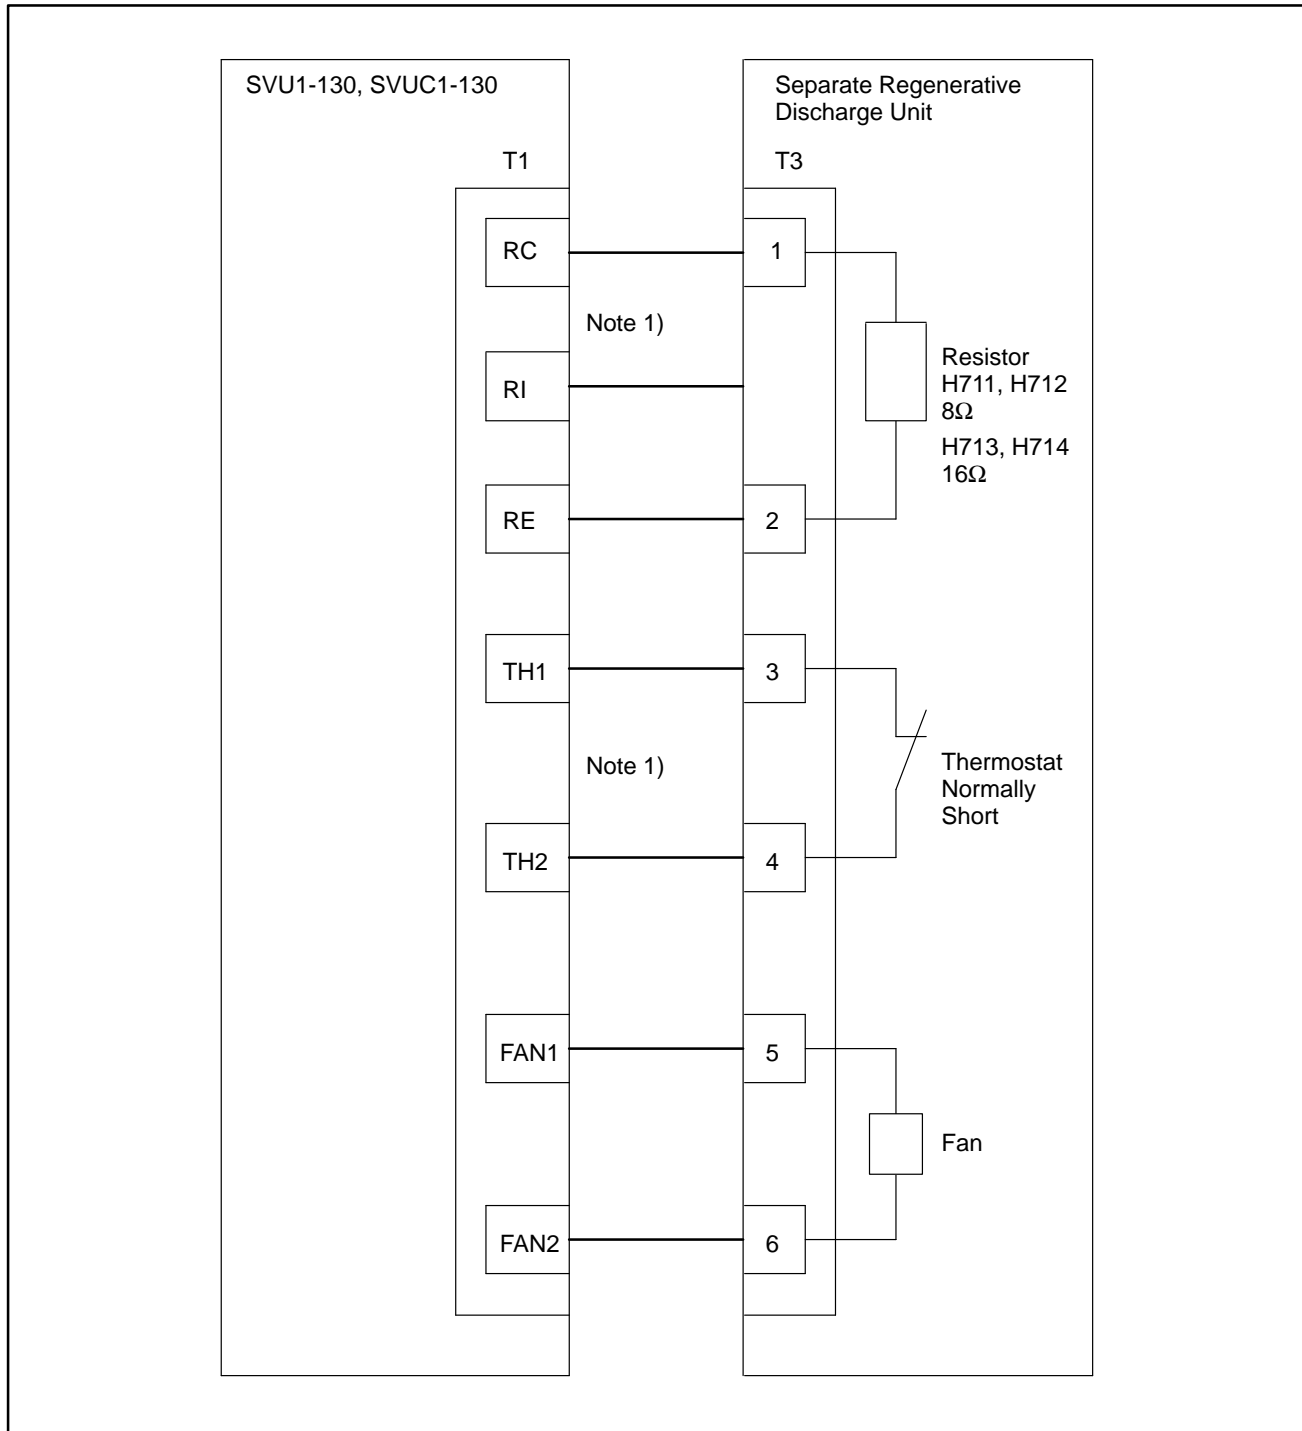 SVU1-130, SVUC1-130
Separate Regenerative
Discharge Unit
T1
T3
RC
1
Note 1)
RI
Resistor
H711, H712
8Ω
H713, H714
16Ω
RE
2
TH1
3
Note 1)
Thermostat
Normally
Short
TH2
4
FAN1
5
Fan
FAN2
6